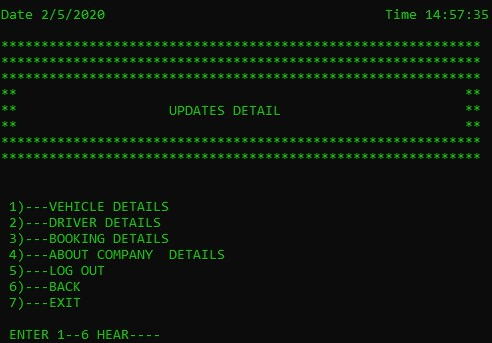 Date 2/5/2020 Time 14:57:35
************************************************************
************************************************************
************************************************************
** **
** UPDATES DETAIL **
** **
************************************************************
************************************************************
1)---VEHICLE DETAILS
2)---DRIVER DETAILS
3)---BOOKING DETAILS
4)---ABOUT COMPANY  DETAILS
5)---LOG OUT
6)---BACK
7)---EXIT
ENTER 1--6 HEAR----